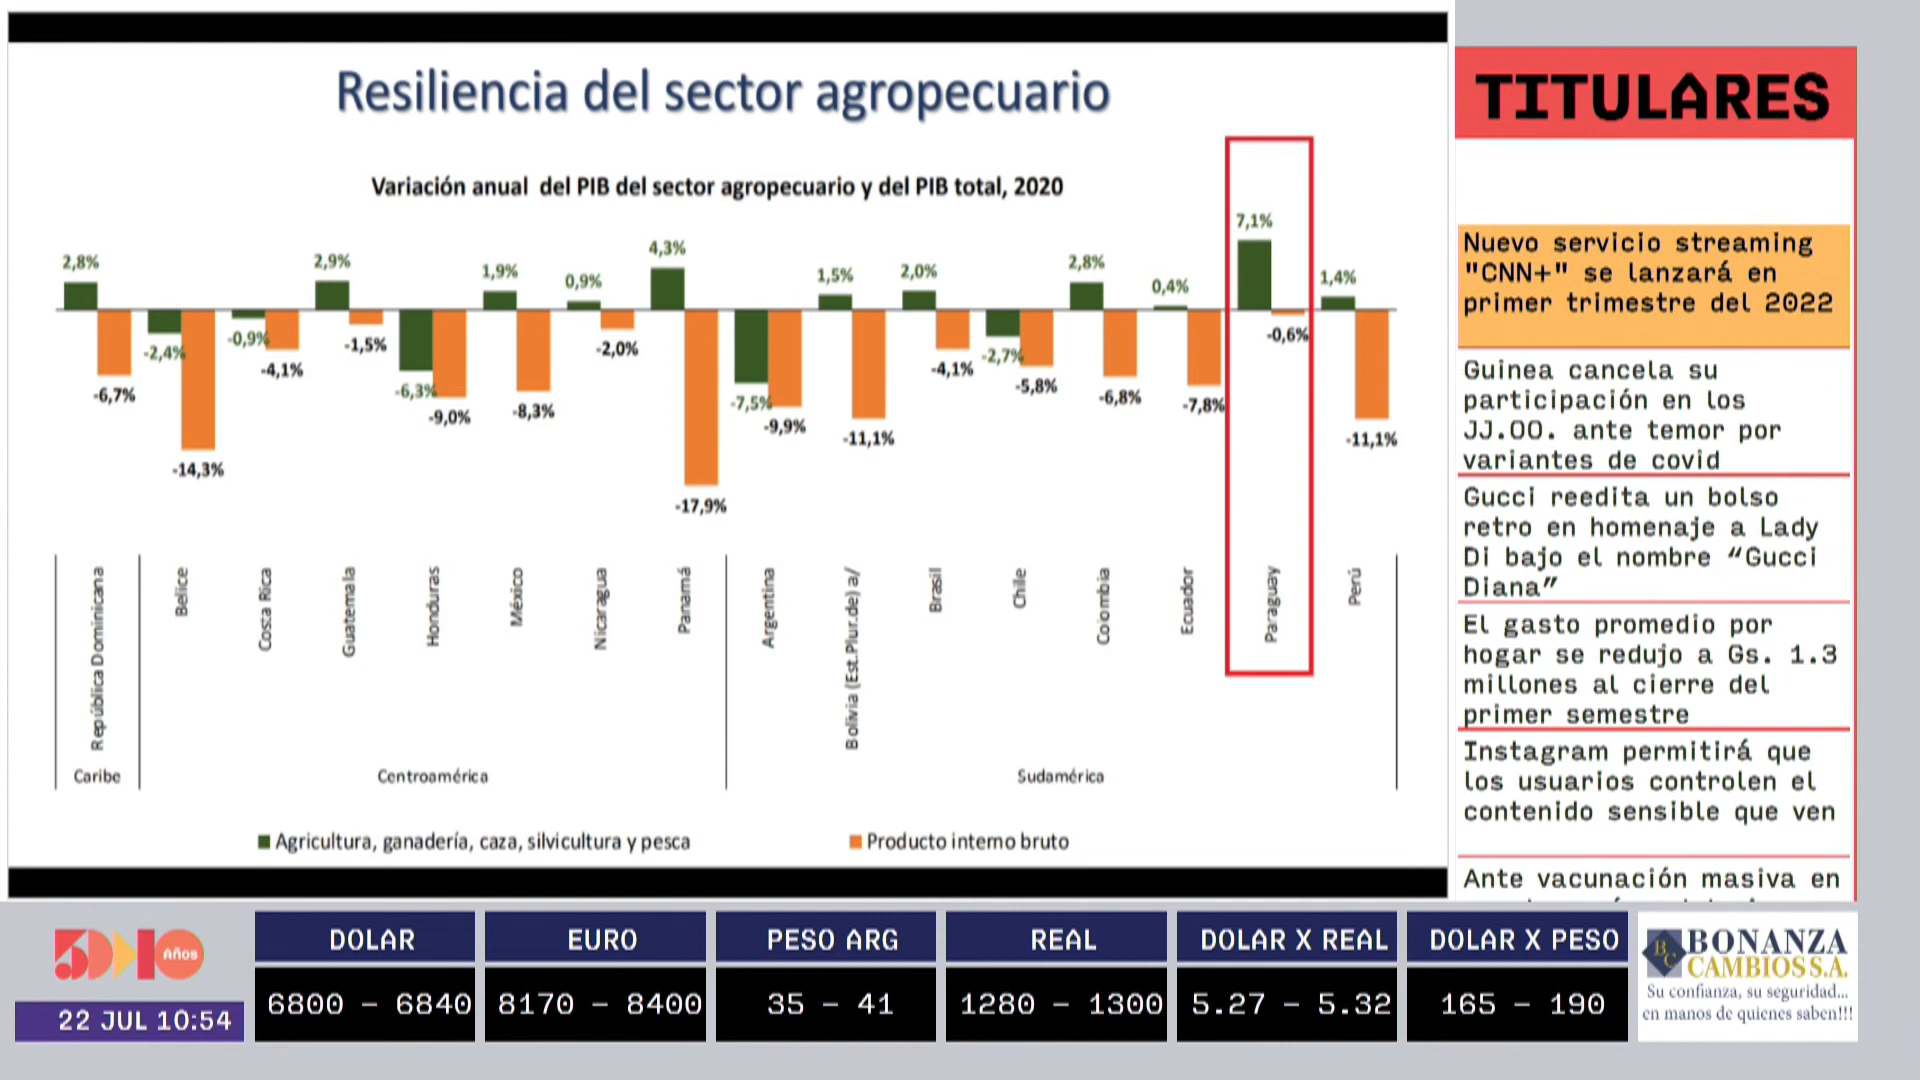 Resiliencia del sector agropecuario
Variación anual del PIB del sector agropecuario y del PIB total, 2020
2,8%
-6,7%
-2,4%
-14,3%
-0,9%
-4,1%
2,9%
-1,5%
-6,3%
-9,0%
1,9%
-8,3%
0,9%
-2,0%
4,3%
-17,9%
-7,5%
-9,9%
1,5%
-11,1%
2,0%
-4,1%
-2,7%
-5,8%
2,8%
-6,8%
0,4%
-7,8%
7,1%
-0,6%
1,4%
-11,1%
República Dominicana
Belice
Costa Rica
Guatemala
Honduras
México
Nicaragua
Panamá
Argentina
Bolivia (Est.Plur.de) a/
Brasil
Chile
Colombia
Ecuador
Paraguay
Perú
Caribe
Centroamérica
Sudamérica
Agricultura, ganadería, caza, silvicultura y pesca
Producto interno bruto
TITULARES
Nuevo servicio streaming
"CNN+" se lanzará en
primer trimestre del 2022
Guinea cancela su
participación en los
JJ.OO. ante temor por
variantes de covid
Gucci reedita un bolso
retro en homenaje a Lady
Di bajo el nombre “Gucci
Diana”
El gasto promedio por
hogar se redujo a Gs. 1.3
millones al cierre del
primer semestre
Instagram permitirá que
los usuarios controlen el
contenido sensible que ven
Ante vacunación masiva en
5D10 Años
22 JUL 10:54
DOLAR
6800 - 6840
EURO
8170 - 8400
PESO ARG
35 - 41
REAL
1280 - 1300
DOLAR X REAL
5.27 - 5.32
DOLAR X PESO
165 - 190
BC
BONANZA
CAMBIOS S.A.
Su confianza, su seguridad...
en manos de quienes saben!!!